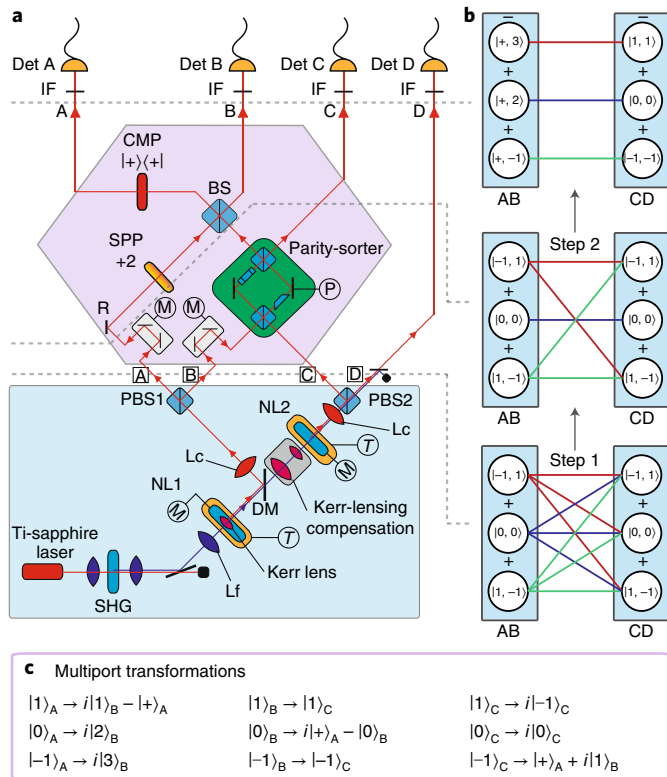 a
b
Det A
Det B
Det C
Det D
IF
IF
IF
IF
A
B
C
D
CMP
|+⟩⟨+|
BS
SPP
+2
Parity-sorter
P
R
M
M
A
B
C
D
PBS1
PBS2
NL2
Lc
Lc
T
M
NL1
DM
Kerr-lensing
compensation
M
T
Ti-sapphire
laser
Kerr lens
Lf
SHG
−
−
|+, 3⟩
|1, 1⟩
+
+
|+, 2⟩
|0, 0⟩
+
+
|+, −1⟩
|−1, −1⟩
AB
CD
Step 2
|−1, 1⟩
|−1, 1⟩
+
+
|0, 0⟩
|0, 0⟩
+
+
|1, −1⟩
|1, −1⟩
AB
CD
Step 1
|−1, 1⟩
|−1, 1⟩
+
+
|0, 0⟩
|0, 0⟩
+
+
|1, −1⟩
|1, −1⟩
AB
CD
c Multiport transformations
|1⟩A → i|1⟩B − |+⟩A |1⟩B → |1⟩C |1⟩C → i|−1⟩C
|0⟩A → i|2⟩B |0⟩B → i|+⟩A − |0⟩B |0⟩C → i|0⟩C
|−1⟩A → i|3⟩B |−1⟩B → |−1⟩C |−1⟩C → |+⟩A + i|1⟩B